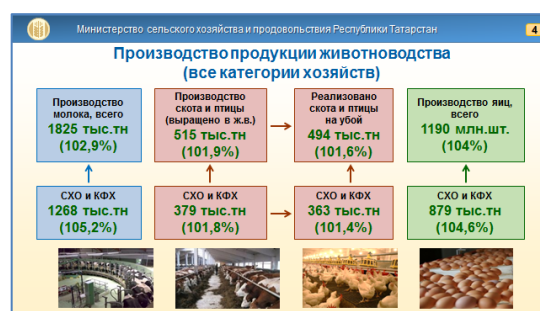 Министерство сельского хозяйства и продовольствия Республики Татарстан
4
Производство продукции животноводства
(все категории хозяйств)
Производство
молока, всего
1825 тыс.тн
(102,9%)
Производство
скота и птицы
(выращено в ж.в.)
515 тыс.тн
(101,9%)
Реализовано
скота и птицы
на убой
494 тыс.тн
(101,6%)
Производство яиц,
всего
1190 млн.шт.
(104%)
СХО и КФХ
1268 тыс.тн
(105,2%)
СХО и КФХ
379 тыс.тн
(101,8%)
СХО и КФХ
363 тыс.тн
(101,4%)
СХО и КФХ
879 тыс.тн
(104,6%)